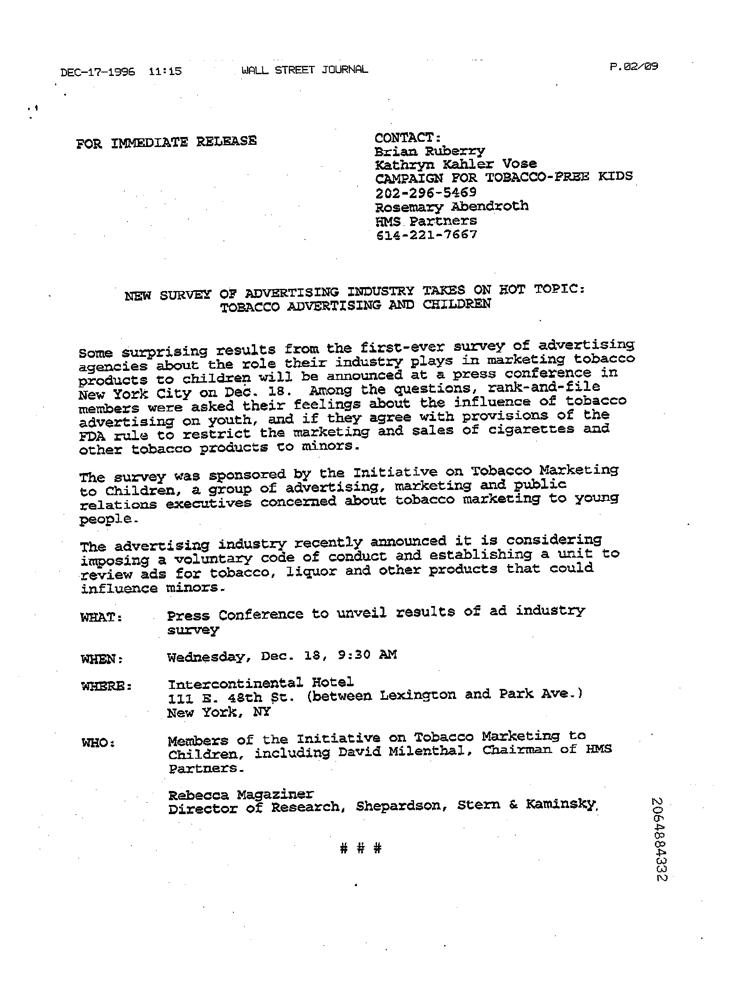 DEC-17-1996 11:15 WALL STREET JOURNAL P.02/09
FOR IMMEDIATE RELEASE
CONTACT:
Brian Ruberry
Kathryn Kahler Vose
CAMPAIGN FOR TOBACCO-FREE KIDS
202-296-5469
Rosemary Abendroth
HMS Partners
614-221-7667
NEW SURVEY OF ADVERTISING INDUSTRY TAKES ON HOT TOPIC:
TOBACCO ADVERTISING AND CHILDREN
Some surprising results from the first-ever survey of advertising
agencies about the role their industry plays in marketing tobacco
products to children will be announced at a press conference in
New York City on Dec. 18. Among the questions, rank-and-file
members were asked their feelings about the influence of tobacco
advertising on youth, and if they agree with provisions of the
FDA rule to restrict the marketing and sales of cigarettes and
other tobacco products to minors.
The survey was sponsored by the Initiative on Tobacco Marketing
to Children, a group of advertising, marketing and public
relations executives concerned about tobacco marketing to young
people.
The advertising industry recently announced it is considering
imposing a voluntary code of conduct and establishing a unit to
review ads for tobacco, liquor and other products that could
influence minors.
WHAT: Press Conference to unveil results of ad industry
survey
WHEN: Wednesday, Dec. 18, 9:30 AM
WHERE: Intercontinental Hotel
111 E. 48th St. (between Lexington and Park Ave.)
New York, NY
WHO: Members of the Initiative on Tobacco Marketing to
Children, including David Milenthal, Chairman of HMS
Partners.
Rebecca Magaziner
Director of Research, Shepardson, Stern & Kaminsky.
# # #
2064884332